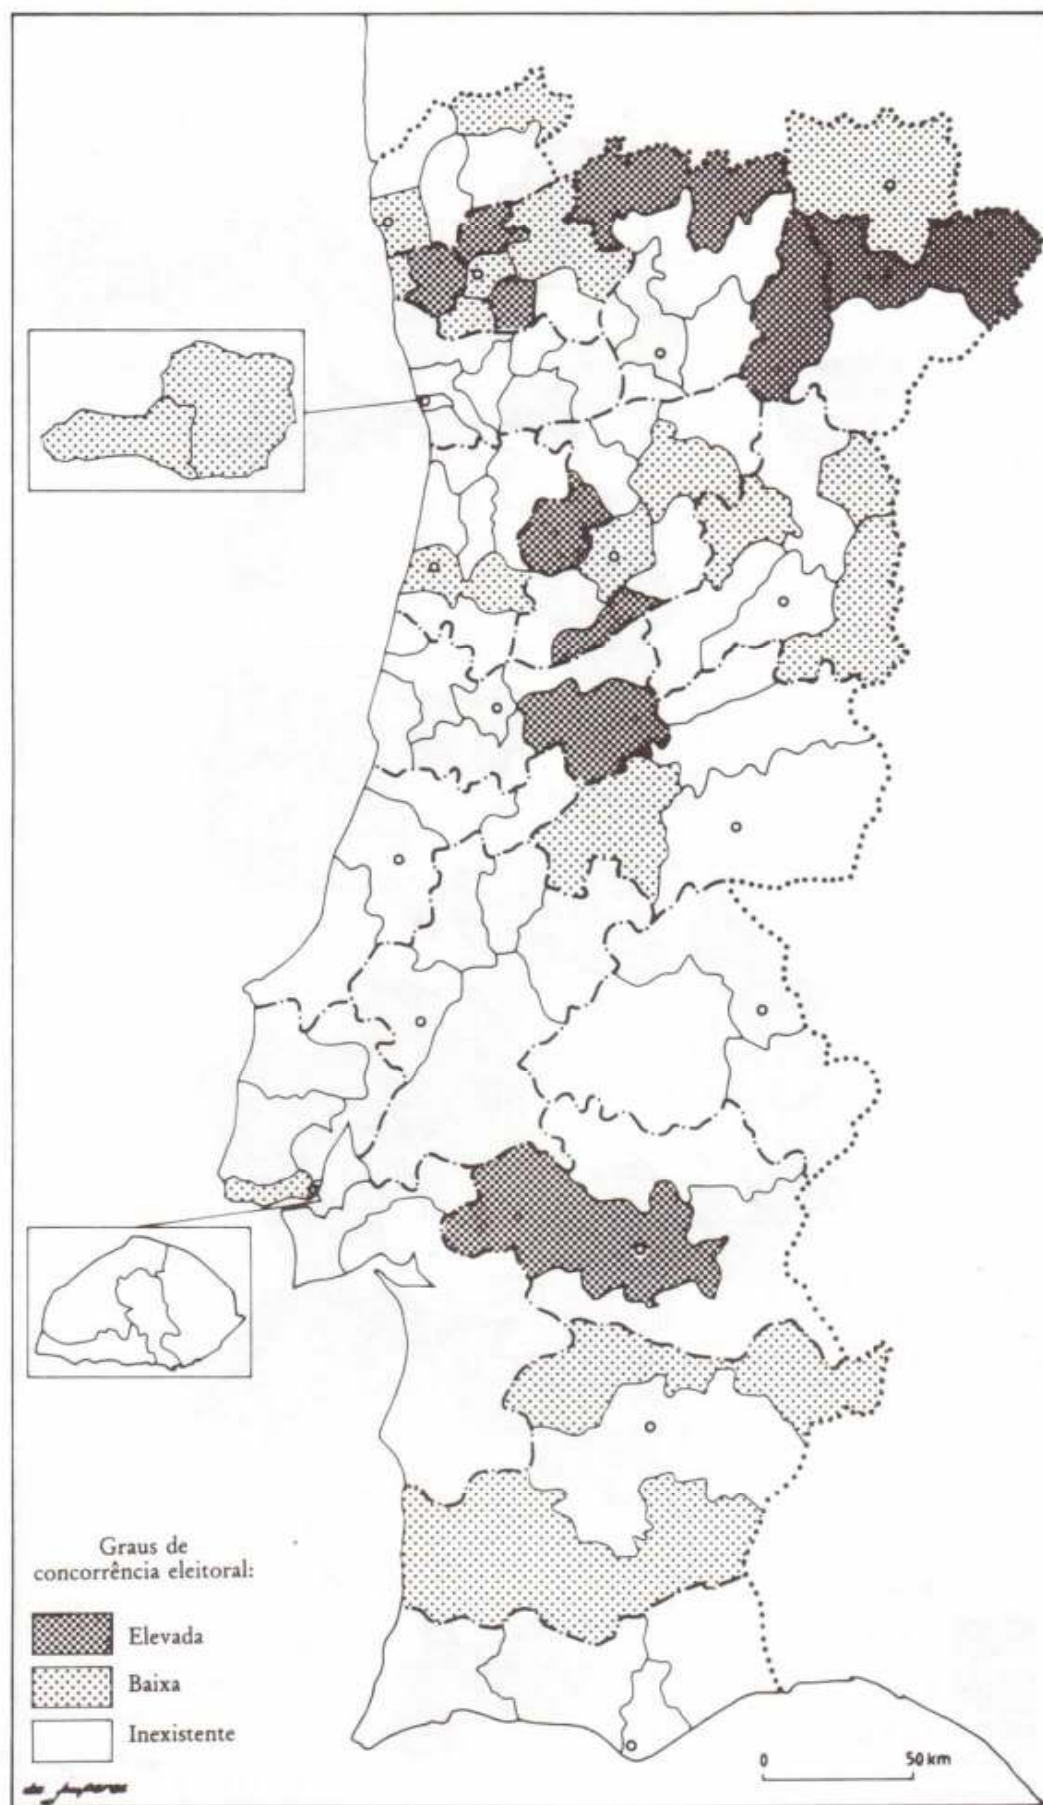 Graus de
concorrência eleitoral:
Elevada
Baixa
Inexistente
0 50 km